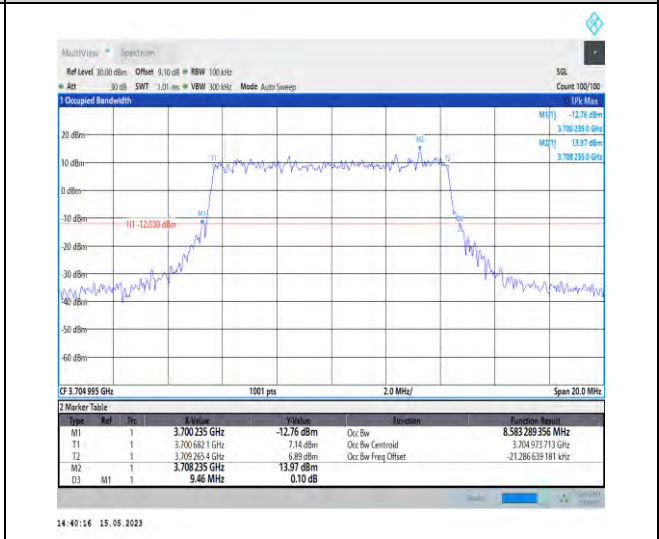 MultiView Spectrum
Ref Level 30.00 dBm Offset 9.10 dB RBW 100 kHz SGL
Att 30 dB SWT 1.01 ms VBW 300 kHz Mode Auto Sweep Count 100/100
1 Occupied Bandwidth 1Pk Max
M1[1] -12.76 dBm
3.700 235 0 GHz
M2[1] 13.97 dBm
3.708 235 0 GHz
20 dBm
M2
10 dBm
T1
T2
0 dBm
-10 dBm
M1
H1 -12.030 dBm
-20 dBm
-30 dBm
-40 dBm
-50 dBm
-60 dBm
CF 3.704 995 GHz 1001 pts 2.0 MHz/ Span 20.0 MHz
2 Marker Table
Type Ref Trc X-Value Y-Value Function Function Result
M1 1 3.700 235 GHz -12.76 dBm Occ Bw 8.583 289 356 MHz
T1 1 3.700 682 1 GHz 7.14 dBm Occ Bw Centroid 3.704 973 713 GHz
T2 1 3.709 265 4 GHz 6.89 dBm Occ Bw Freq Offset -21.286 639 181 kHz
M2 1 3.708 235 GHz 13.97 dBm
D3 M1 1 9.46 MHz 0.10 dB
14:40:16 15.05.2023